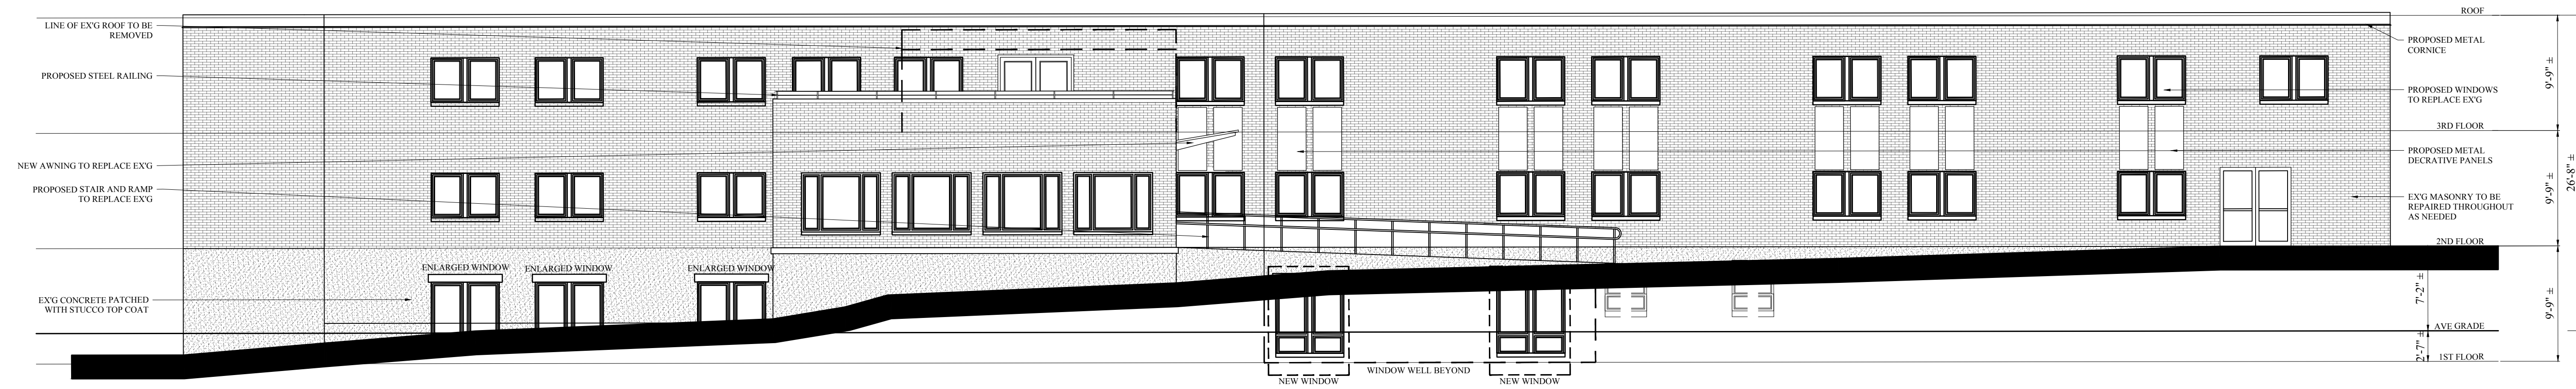 LINE OF EX'G ROOF TO BE
REMOVED
PROPOSED STEEL RAILING
NEW AWNING TO REPLACE EX'G
PROPOSED STAIR AND RAMP
TO REPLACE EX'G
EX'G CONCRETE PATCHED
WITH STUCCO TOP COAT
ENLARGED WINDOW
ENLARGED WINDOW
ENLARGED WINDOW
NEW WINDOW
WINDOW WELL BEYOND
NEW WINDOW
ROOF
PROPOSED METAL
CORNICE
PROPOSED WINDOWS
TO REPLACE EX'G
3RD FLOOR
PROPOSED METAL
DECRATIVE PANELS
EX'G MASONRY TO BE
REPAIRED THROUGHOUT
AS NEEDED
2ND FLOOR
AVE GRADE
1ST FLOOR
9'-9" ±
9'-9" ±
9'-9" ±
7'-2" ±
2'-7" ±
26'-8" ±